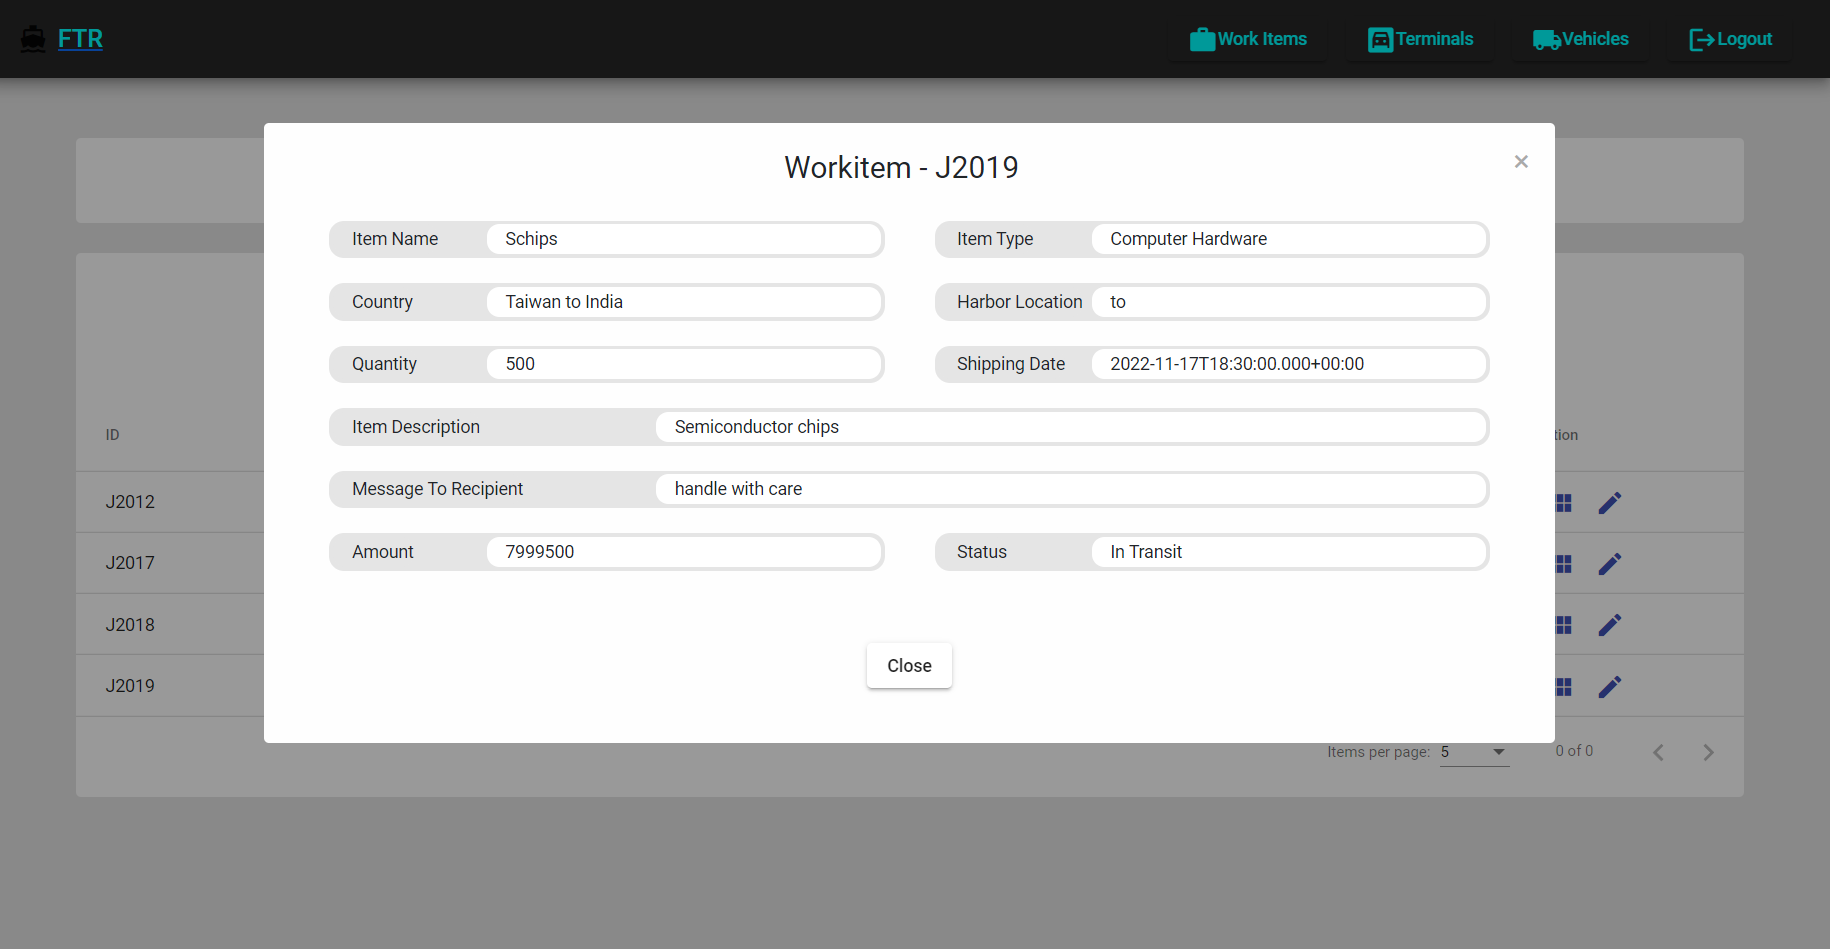 FTR
Work Items
Terminals
Vehicles
Logout
Workitem - J2019
×
Item Name Schips
Item Type Computer Hardware
Country Taiwan to India
Harbor Location to
Quantity 500
Shipping Date 2022-11-17T18:30:00.000+00:00
Item Description Semiconductor chips
Message To Recipient handle with care
Amount 7999500
Status In Transit
Close
ID
J2012
J2017
J2018
J2019
Items per page: 5
0 of 0